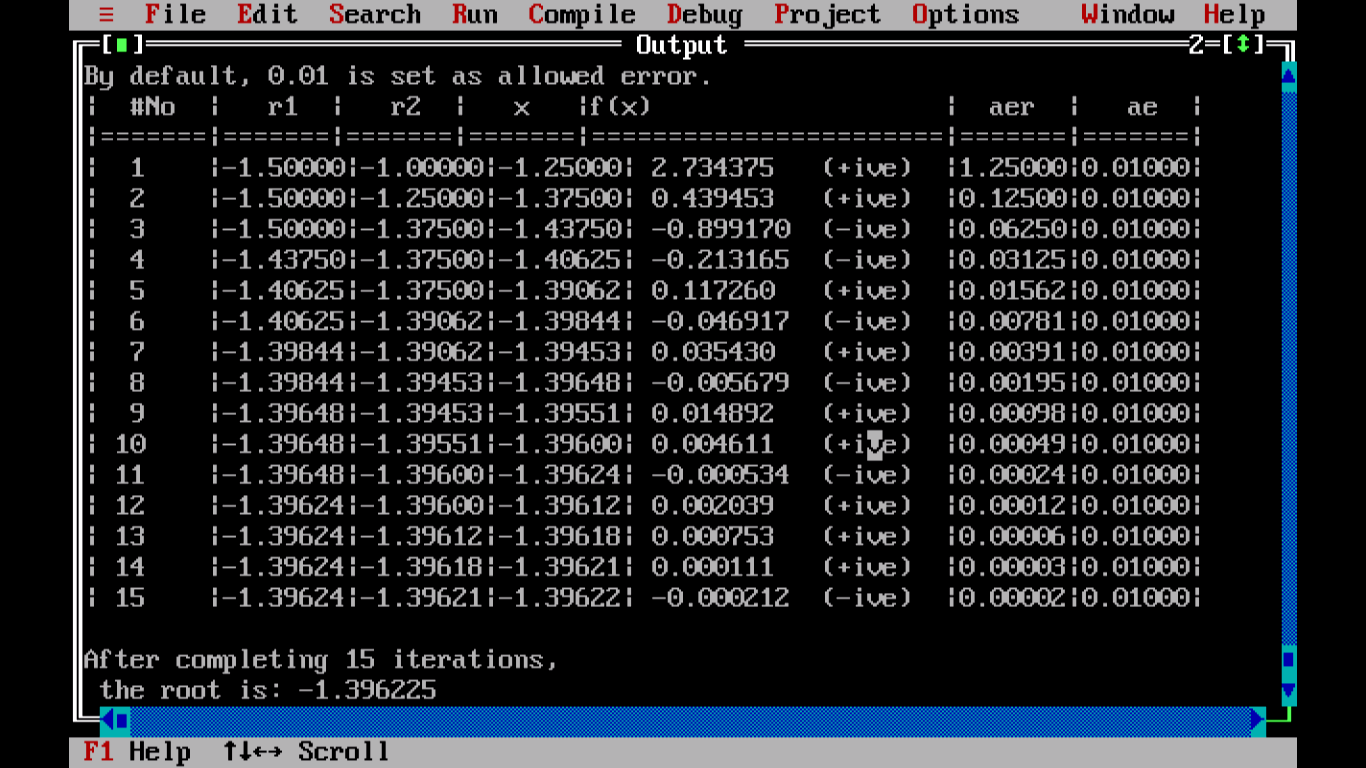 ≡ File Edit Search Run Compile Debug Project Options Window Help
[■] Output 2=[↕]
By default, 0.01 is set as allowed error.
¦ #No ¦ r1 ¦ r2 ¦ x ¦f(x) ¦ aer ¦ ae ¦
¦=======¦=======¦=======¦=======¦=======================¦=======¦=======¦
¦ 1 ¦-1.50000¦-1.00000¦-1.25000¦ 2.734375 (+ive) ¦1.25000¦0.01000¦
¦ 2 ¦-1.50000¦-1.25000¦-1.37500¦ 0.439453 (+ive) ¦0.12500¦0.01000¦
¦ 3 ¦-1.50000¦-1.37500¦-1.43750¦ -0.899170 (-ive) ¦0.06250¦0.01000¦
¦ 4 ¦-1.43750¦-1.37500¦-1.40625¦ -0.213165 (-ive) ¦0.03125¦0.01000¦
¦ 5 ¦-1.40625¦-1.37500¦-1.39062¦ 0.117260 (+ive) ¦0.01562¦0.01000¦
¦ 6 ¦-1.40625¦-1.39062¦-1.39844¦ -0.046917 (-ive) ¦0.00781¦0.01000¦
¦ 7 ¦-1.39844¦-1.39062¦-1.39453¦ 0.035430 (+ive) ¦0.00391¦0.01000¦
¦ 8 ¦-1.39844¦-1.39453¦-1.39648¦ -0.005679 (-ive) ¦0.00195¦0.01000¦
¦ 9 ¦-1.39648¦-1.39453¦-1.39551¦ 0.014892 (+ive) ¦0.00098¦0.01000¦
¦ 10 ¦-1.39648¦-1.39551¦-1.39600¦ 0.004611 (+ive) ¦0.00049¦0.01000¦
¦ 11 ¦-1.39648¦-1.39600¦-1.39624¦ -0.000534 (-ive) ¦0.00024¦0.01000¦
¦ 12 ¦-1.39624¦-1.39600¦-1.39612¦ 0.002039 (+ive) ¦0.00012¦0.01000¦
¦ 13 ¦-1.39624¦-1.39612¦-1.39618¦ 0.000753 (+ive) ¦0.00006¦0.01000¦
¦ 14 ¦-1.39624¦-1.39618¦-1.39621¦ 0.000111 (+ive) ¦0.00003¦0.01000¦
¦ 15 ¦-1.39624¦-1.39621¦-1.39622¦ -0.000212 (-ive) ¦0.00002¦0.01000¦
After completing 15 iterations,
the root is: -1.396225
F1 Help ↑↓←→ Scroll